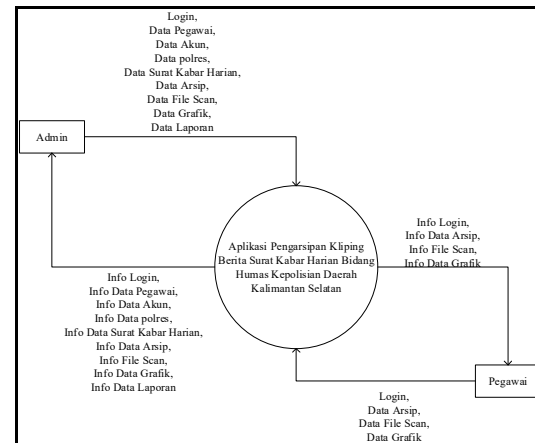 Login,
Data Pegawai,
Data Akun,
Data polres,
Data Surat Kabar Harian,
Data Arsip,
Data File Scan,
Data Grafik,
Data Laporan
Admin
Aplikasi Pengarsipan Kliping
Berita Surat Kabar Harian Bidang
Humas Kepolisian Daerah
Kalimantan Selatan
Info Login,
Info Data Arsip,
Info File Scan,
Info Data Grafik
Info Login,
Info Data Pegawai,
Info Data Akun,
Info Data polres,
Info Data Surat Kabar Harian,
Info Data Arsip,
Info File Scan,
Info Data Grafik,
Info Data Laporan
Pegawai
Login,
Data Arsip,
Data File Scan,
Data Grafik